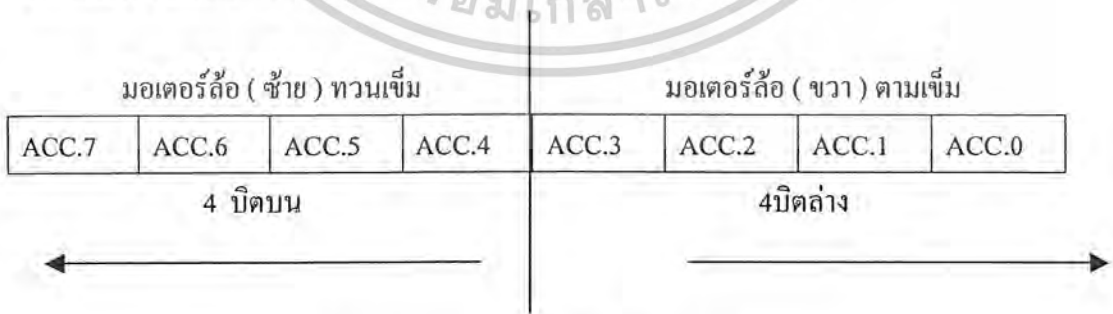 มอเตอร์ล้อ ( ซ้าย ) ทวนเข็ม มอเตอร์ล้อ ( ขวา ) ตามเข็ม
ACC.7 ACC.6 ACC.5 ACC.4 ACC.3 ACC.2 ACC.1 ACC.0
4 บิตบน 4บิตล่าง